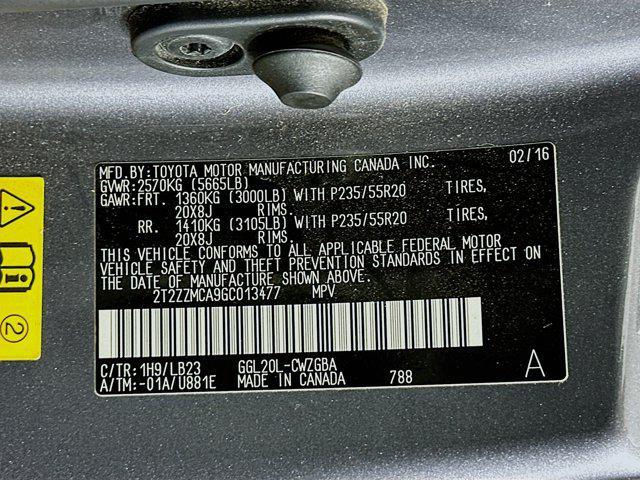 MFD.BY:TOYOTA MOTOR MANUFACTURING CANADA INC. 02/16
GVWR:2570KG (5665LB)
GAWR:FRT. 1360KG (3000LB) WITH P235/55R20 TIRES,
20X8J RIMS.
RR. 1410KG (3105LB) WITH P235/55R20 TIRES,
20X8J RIMS.
THIS VEHICLE CONFORMS TO ALL APPLICABLE FEDERAL MOTOR
VEHICLE SAFETY AND THEFT PREVENTION STANDARDS IN EFFECT ON
THE DATE OF MANUFACTURE SHOWN ABOVE.
2T2ZZMCA9GC013477 MPV
C/TR:1H9/LB23 GGL20L-CWZGBA
A/TM:-01A/U881E MADE IN CANADA 788 A
2